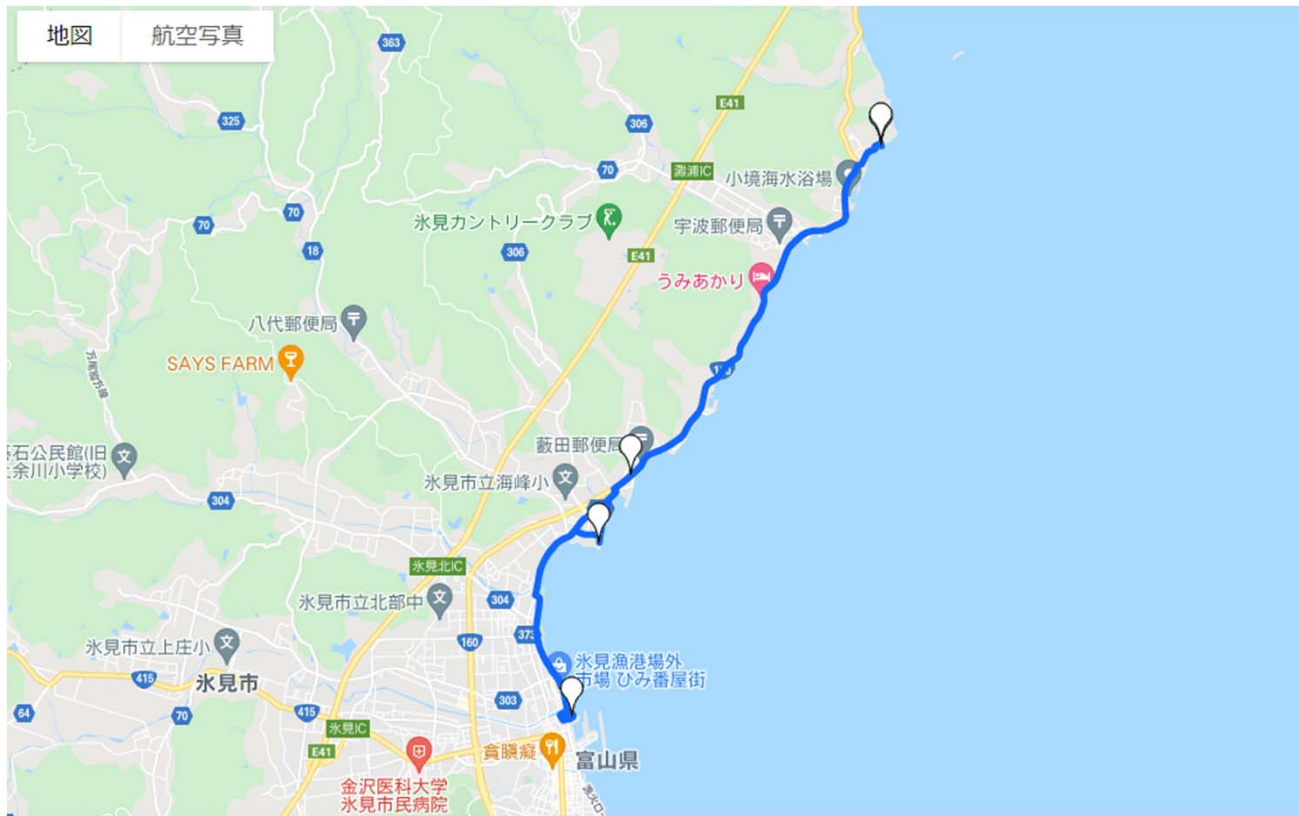 地図
航空写真
363
E41
325
306
70
灘浦IC
小境海水浴場
70
70
氷見カントリークラブ
宇波郵便局
18
306
E41
うみあかり
八代郵便局
SAYS FARM
藪田郵便局
石公民館(旧
上余川小学校)
氷見市立海峰小
304
氷見北IC
氷見市立北部中
304
373
160
氷見市立上庄小
氷見漁港場外
市場 ひみ番屋街
415
氷見市
303
64
70
415
氷見IC
E41
貪瞋癡
富山県
金沢医科大学
氷見市民病院